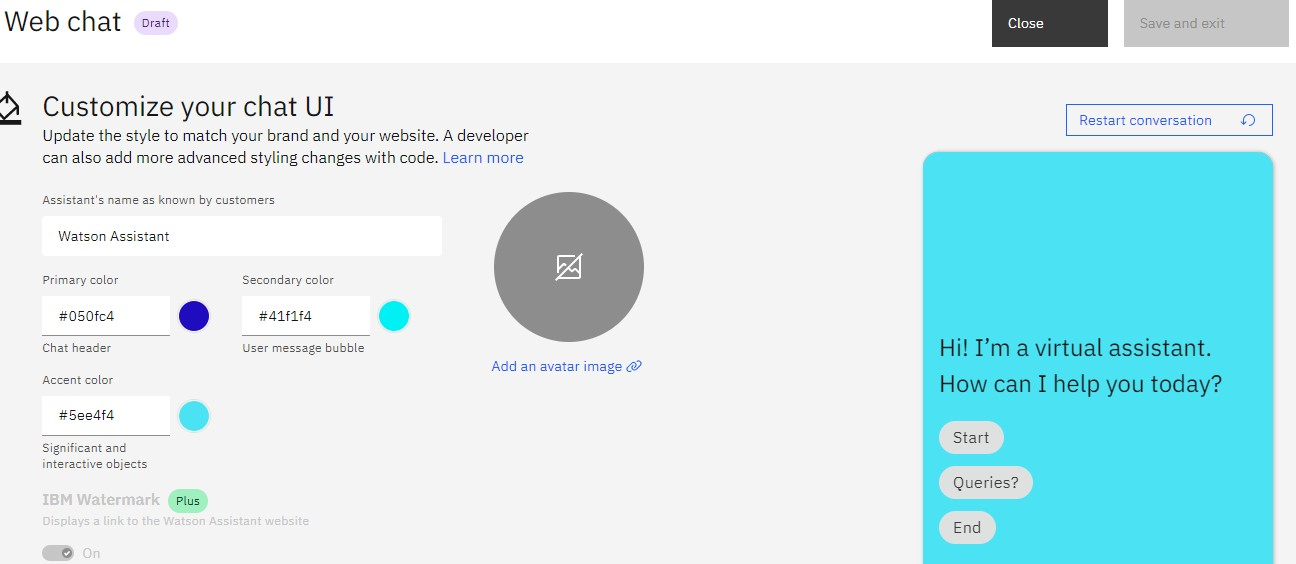 Web chat Draft
Close
Save and exit
Customize your chat UI
Update the style to match your brand and your website. A developer
can also add more advanced styling changes with code. Learn more
Restart conversation
Assistant's name as known by customers
Watson Assistant
Primary color
Secondary color
#050fc4
#41f1f4
Chat header
User message bubble
Add an avatar image
Accent color
#5ee4f4
Significant and
interactive objects
IBM Watermark Plus
Displays a link to the Watson Assistant website
On
Hi! I’m a virtual assistant.
How can I help you today?
Start
Queries?
End